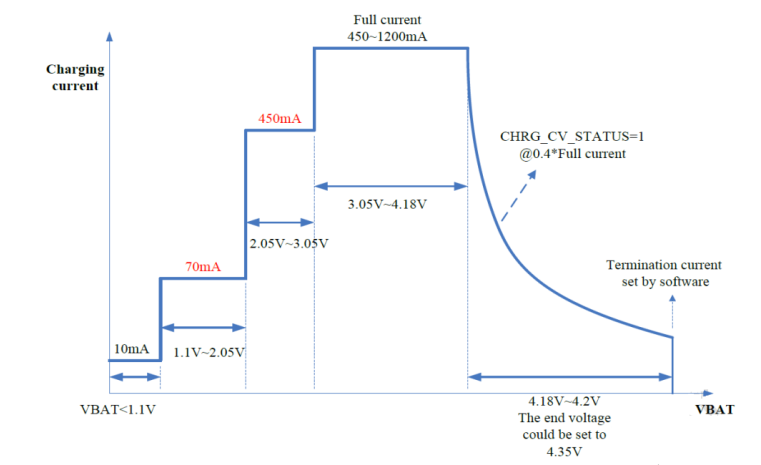 Full current
450~1200mA
Charging
current
450mA
CHRG_CV_STATUS=1
@0.4*Full current
3.05V~4.18V
2.05V~3.05V
70mA
Termination current
set by software
10mA
1.1V~2.05V
VBAT<1.1V
4.18V~4.2V
The end voltage
could be set to
4.35V
VBAT